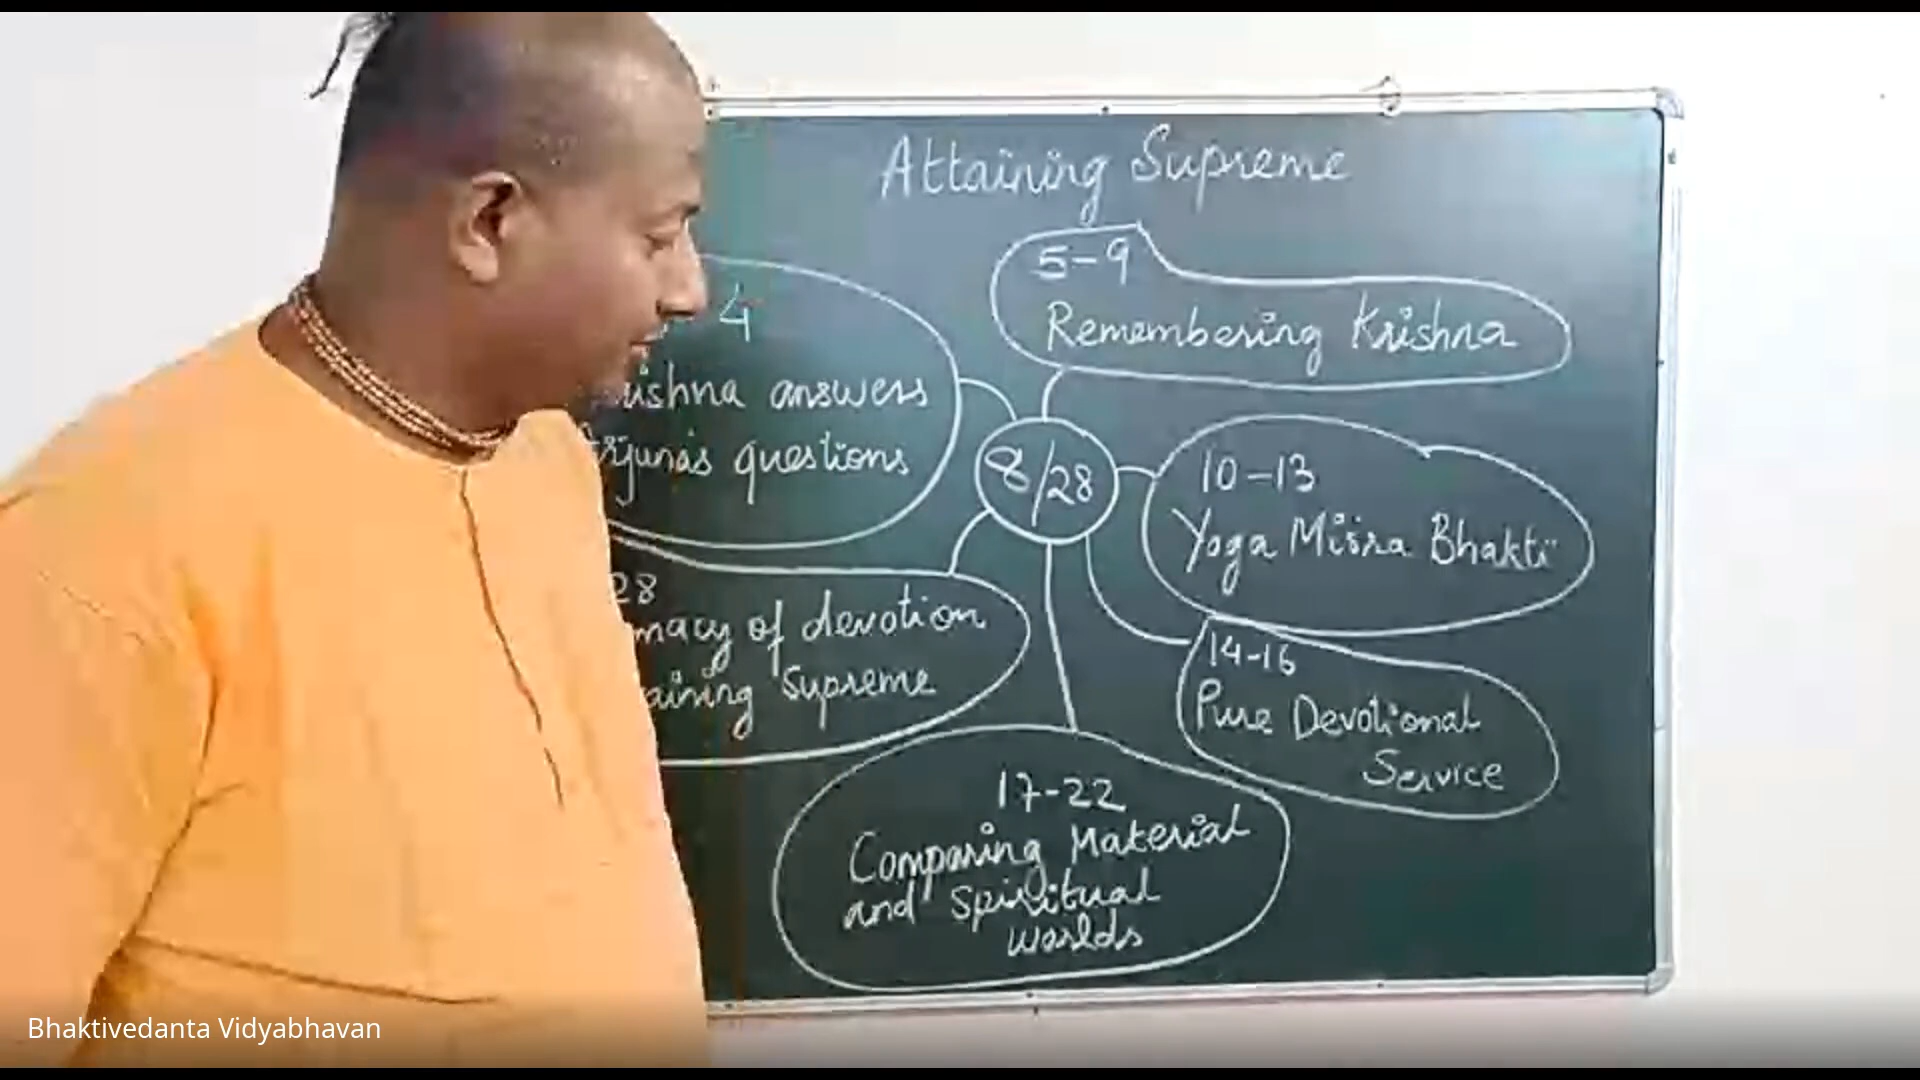 Attaining Supreme
5-9
Remembering Krishna
4
answers
questions
8/28
10-13
Yoga Misra Bhakti
14-16
Pure Devotional
Service
28
of devotion
Supreme
17-22
Comparing Material
and Spiritual
worlds
Bhaktivedanta Vidyabhavan